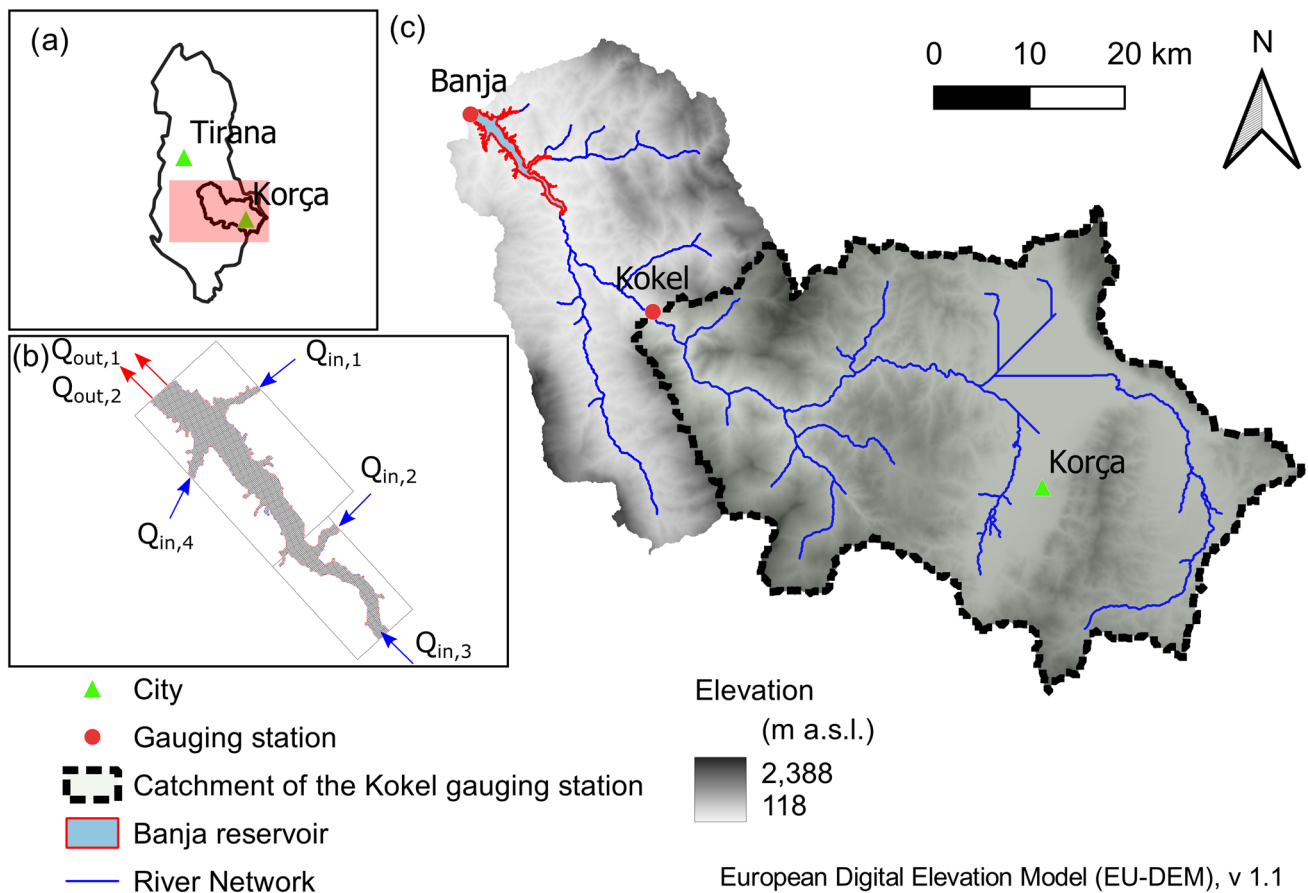 (a)
Tirana
Korça
(b)
Qout,1
Qout,2
Qin,1
Qin,2
Qin,4
Qin,3
(c)
0 10 20 km
N
Banja
Kokel
Korça
City
Gauging station
Catchment of the Kokel gauging station
Banja reservoir
River Network
Elevation
(m a.s.l.)
2,388
118
European Digital Elevation Model (EU-DEM), v 1.1